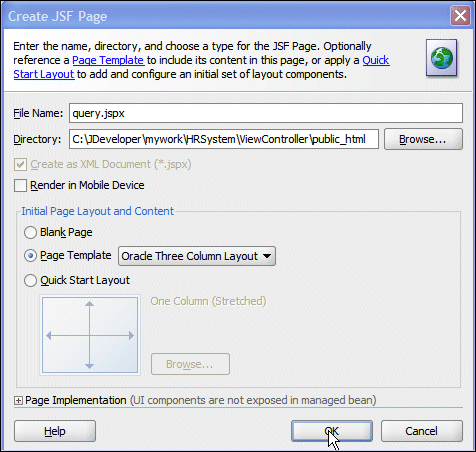 Create JSF Page
Enter the name, directory, and choose a type for the JSF Page. Optionally
reference a Page Template to include its content in this page, or apply a Quick
Start Layout to add and configure an initial set of layout components.
File Name: query.jspx
Directory: C:\JDeveloper\mywork\HRSystem\ViewController\public_html Browse...
Create as XML Document (*.jspx)
Render in Mobile Device
Initial Page Layout and Content
Blank Page
Page Template Oracle Three Column Layout
Quick Start Layout
One Column (Stretched)
Browse...
Page Implementation (UI components are not exposed in managed bean)
Help OK Cancel